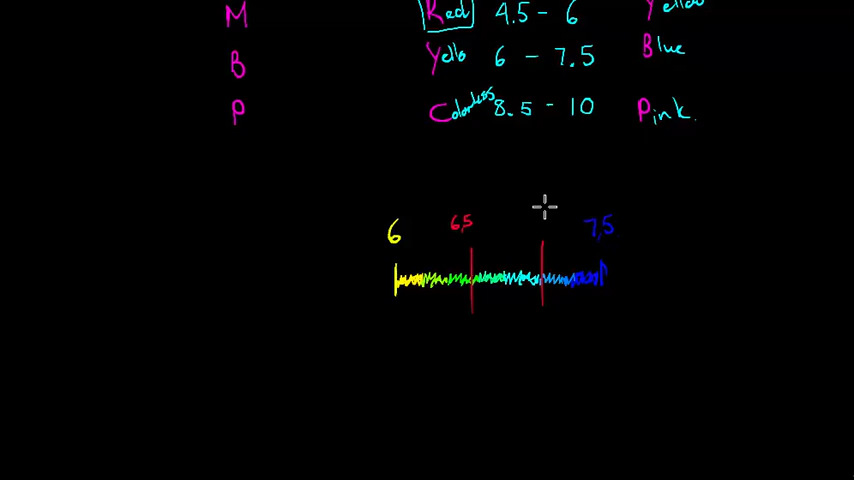 M Red 4.5 - 6 Yellow
B Yello 6 - 7.5 Blue
P Colorless 8.5 - 10 Pink.
6 6,5 7,5